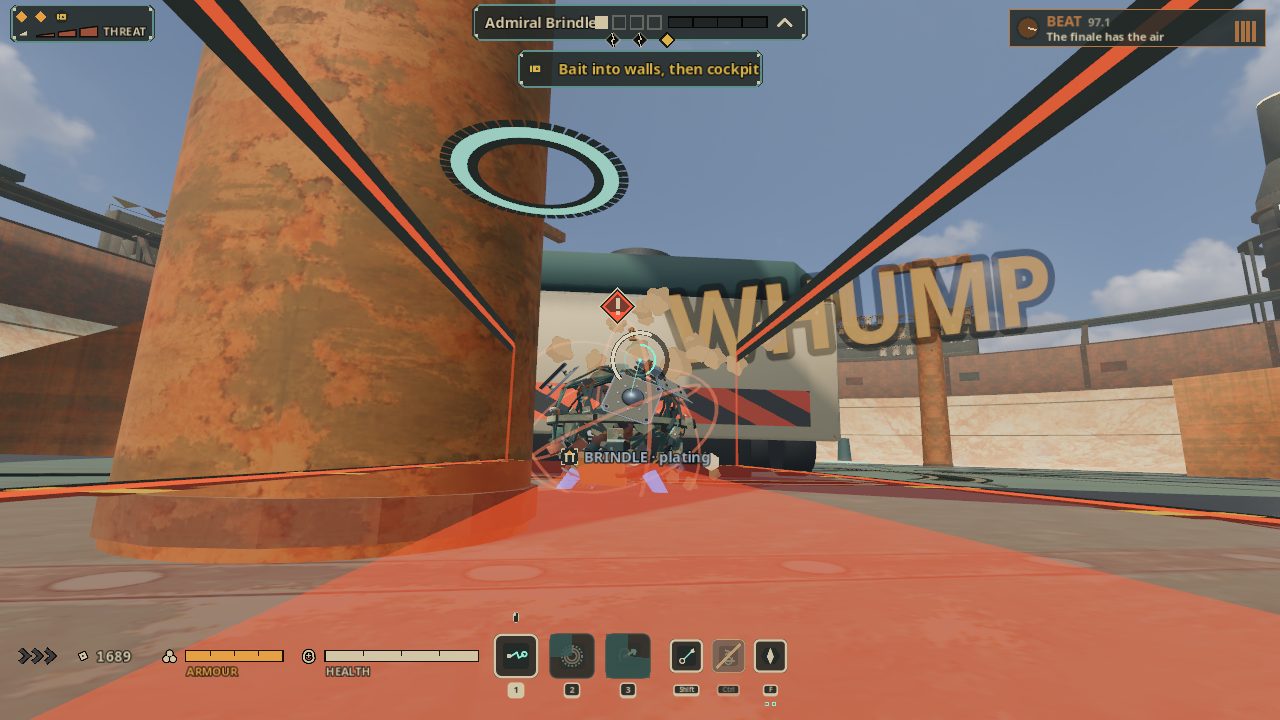 THREAT
Admiral Brindle
BEAT 97.1
The finale has the air
Bait into walls, then cockpit
WHUMP
BRINDLE · plating
1689
ARMOUR
HEALTH
1
2
3
Shift
Ctrl
F